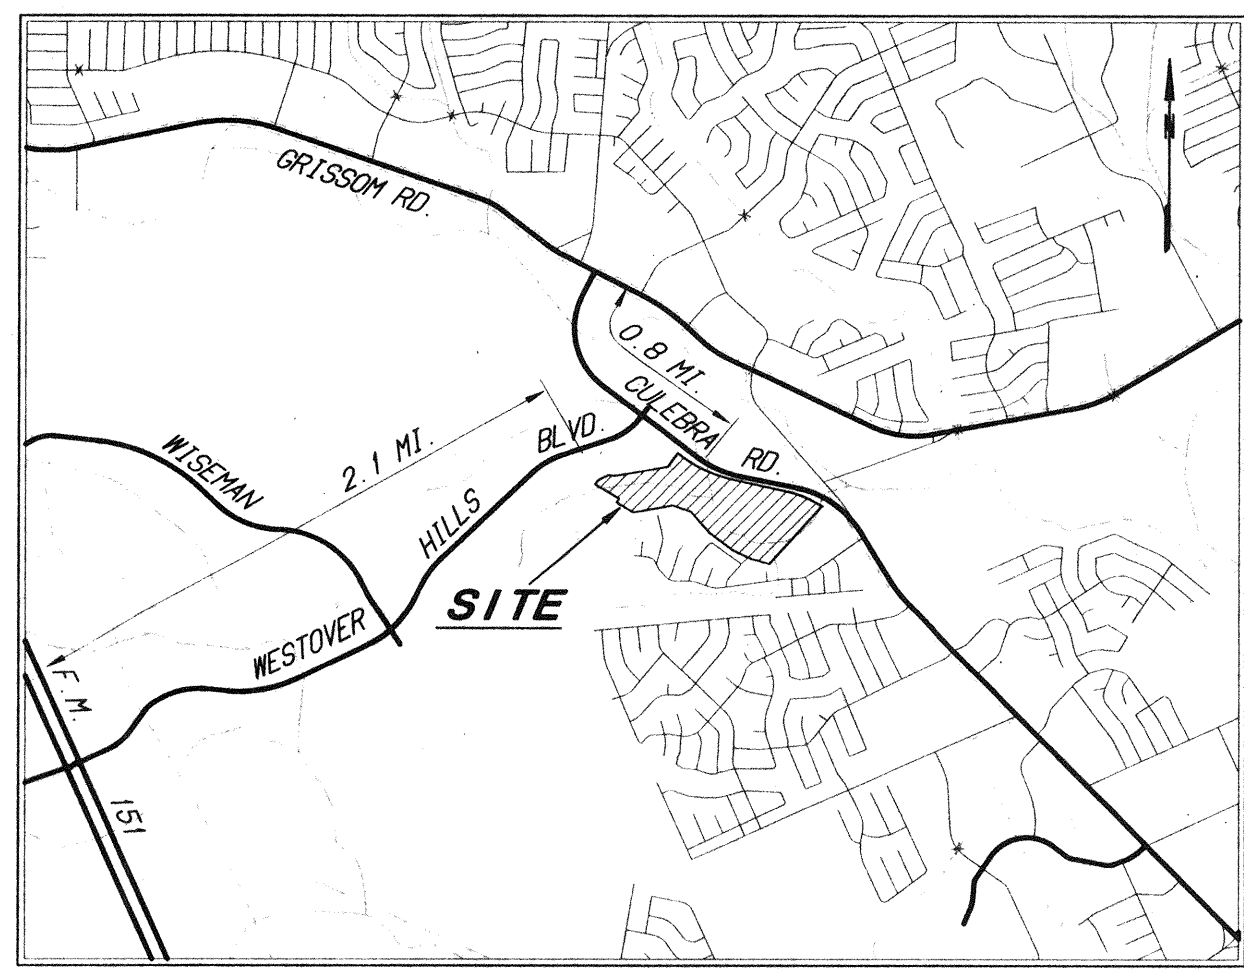 GRISSOM RD.
N
0.8 MI.
CULEBRA RD.
2.1 MI.
WISEMAN
WESTOVER HILLS BLVD.
SITE
F.M. 151